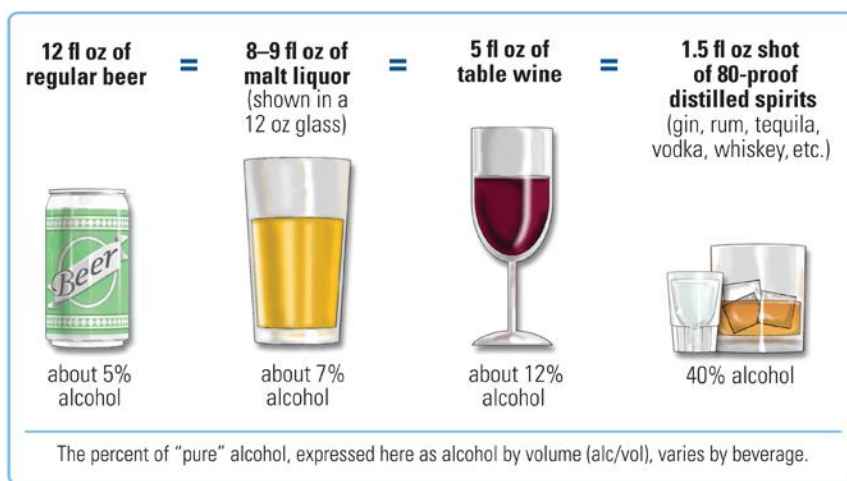 12 fl oz of
regular beer
=
8–9 fl oz of
malt liquor
(shown in a
12 oz glass)
=
5 fl oz of
table wine
=
1.5 fl oz shot
of 80-proof
distilled spirits
(gin, rum, tequila,
vodka, whiskey, etc.)
Beer
about 5%
alcohol
about 7%
alcohol
about 12%
alcohol
40% alcohol
The percent of “pure” alcohol, expressed here as alcohol by volume (alc/vol), varies by beverage.